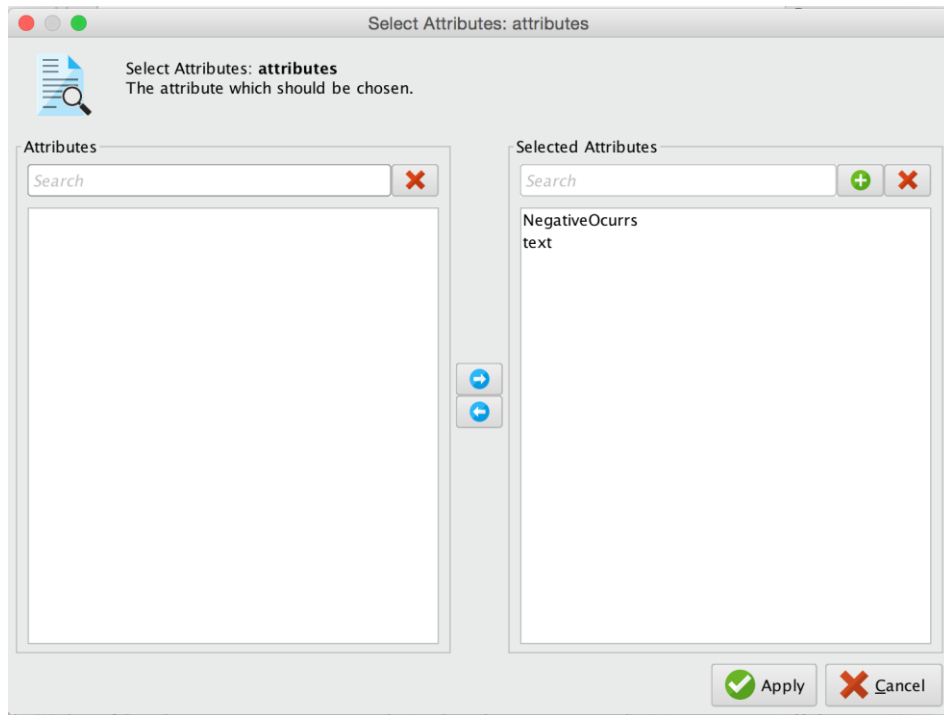 Select Attributes: attributes
Select Attributes: attributes
The attribute which should be chosen.
Attributes
Selected Attributes
Search
Search
NegativeOcurrs
text
Apply
Cancel